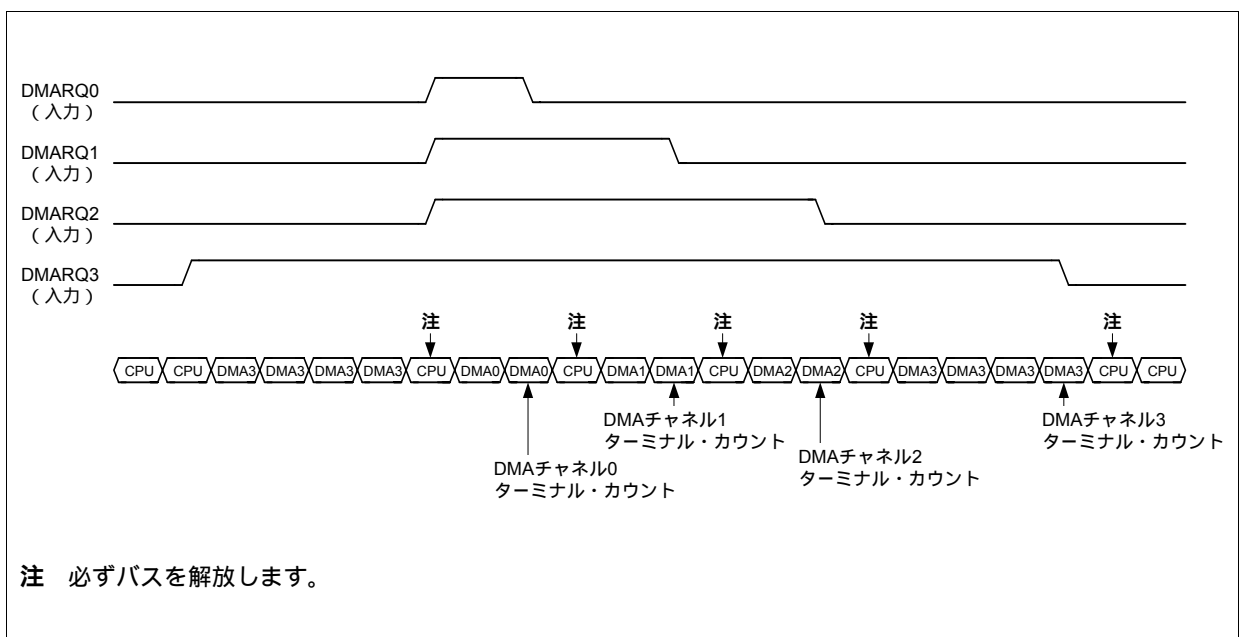 DMARQ0
（入力）
DMARQ1
（入力）
DMARQ2
（入力）
DMARQ3
（入力）
注 注 注 注 注
CPU CPU DMA3 DMA3 DMA3 DMA3 CPU DMA0 DMA0 CPU DMA1 DMA1 CPU DMA2 DMA2 CPU DMA3 DMA3 DMA3 DMA3 CPU CPU
DMAチャネル0
ターミナル・カウント
DMAチャネル1
ターミナル・カウント
DMAチャネル2
ターミナル・カウント
DMAチャネル3
ターミナル・カウント
注 必ずバスを解放します。